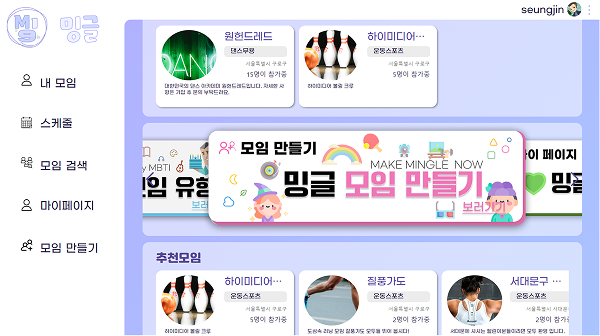 seungjin
MG
밍글
내 모임
스케줄
모임 검색
마이페이지
모임 만들기
원헌드레드
댄스무용
서울특별시 구로구
15명이 참가중
대한민국의 댄스 아카데미 원헌드레드입니다. 자세한 사
항은 가입 후 문의 부탁드려요.
하이미디어…
운동스포츠
서울특별시 구로구
5명이 참가중
하이미디어 볼링 크루
y MBTI
임 유형
보러
모임 만들기
MAKE MINGLE NOW
밍글 모임 만들기
보러가기
이 페이지
밍글
추천모임
하이미디어…
운동스포츠
서울특별시 구로구
5명이 참가중
하이미디어 볼링 크루
질풍가도
운동스포츠
서울특별시 구로구
2명이 참가중
서대문구 …
운동스포츠
서울특별시 구로
2명이 참가